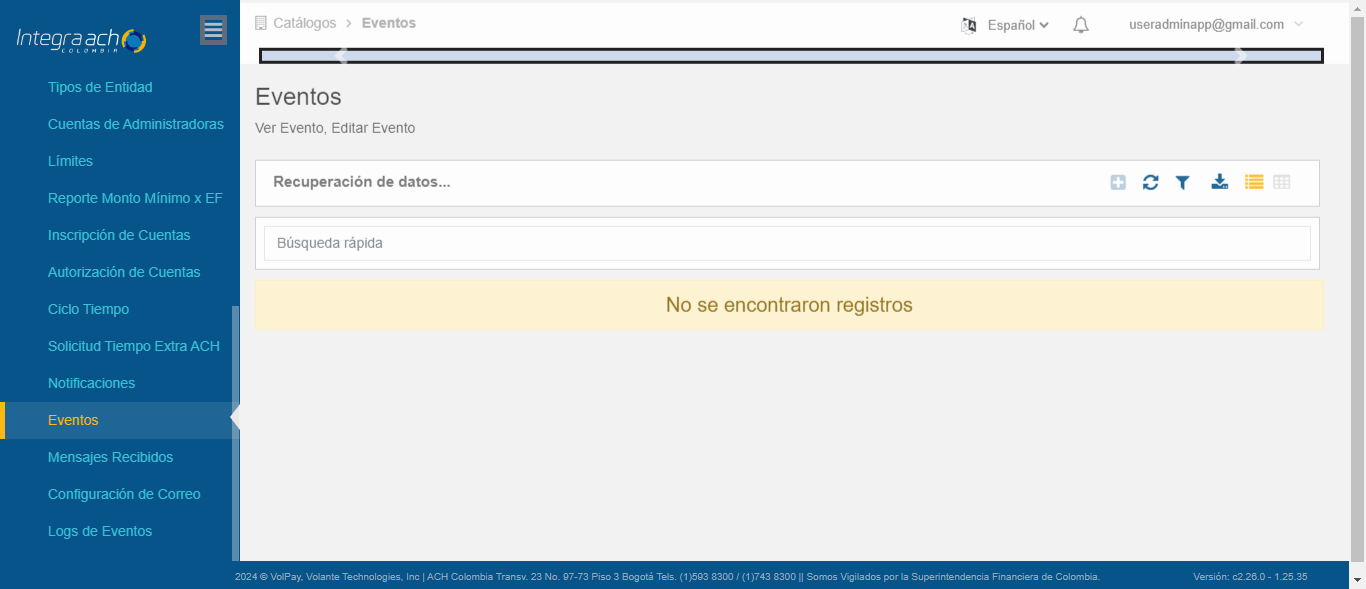 Integra ach
COLOMBIA
Tipos de Entidad
Cuentas de Administradoras
Límites
Reporte Monto Mínimo x EF
Inscripción de Cuentas
Autorización de Cuentas
Ciclo Tiempo
Solicitud Tiempo Extra ACH
Notificaciones
Eventos
Mensajes Recibidos
Configuración de Correo
Logs de Eventos
Catálogos > Eventos
Español
useradminapp@gmail.com
Eventos
Ver Evento, Editar Evento
Recuperación de datos...
Búsqueda rápida
No se encontraron registros
2024 © VolPay, Volante Technologies, Inc | ACH Colombia Transv. 23 No. 97-73 Piso 3 Bogotá Tels. (1)593 8300 / (1)743 8300 || Somos Vigilados por la Superintendencia Financiera de Colombia.
Versión: c2.26.0 - 1.25.35